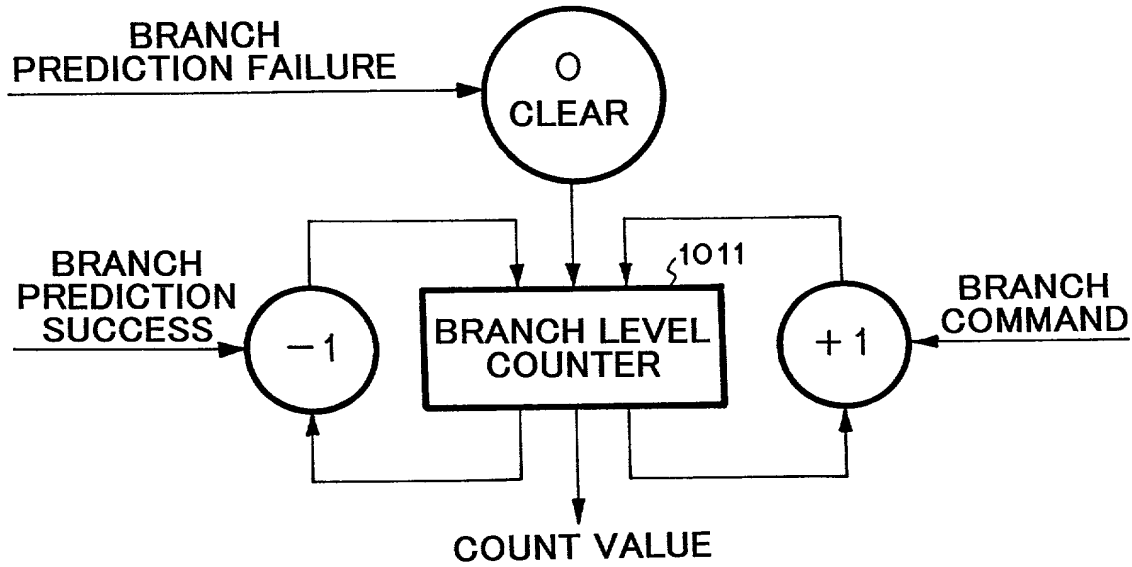 BRANCH
PREDICTION FAILURE
0
CLEAR
1011
BRANCH
PREDICTION
SUCCESS
-1
BRANCH LEVEL
COUNTER
+1
BRANCH
COMMAND
COUNT VALUE